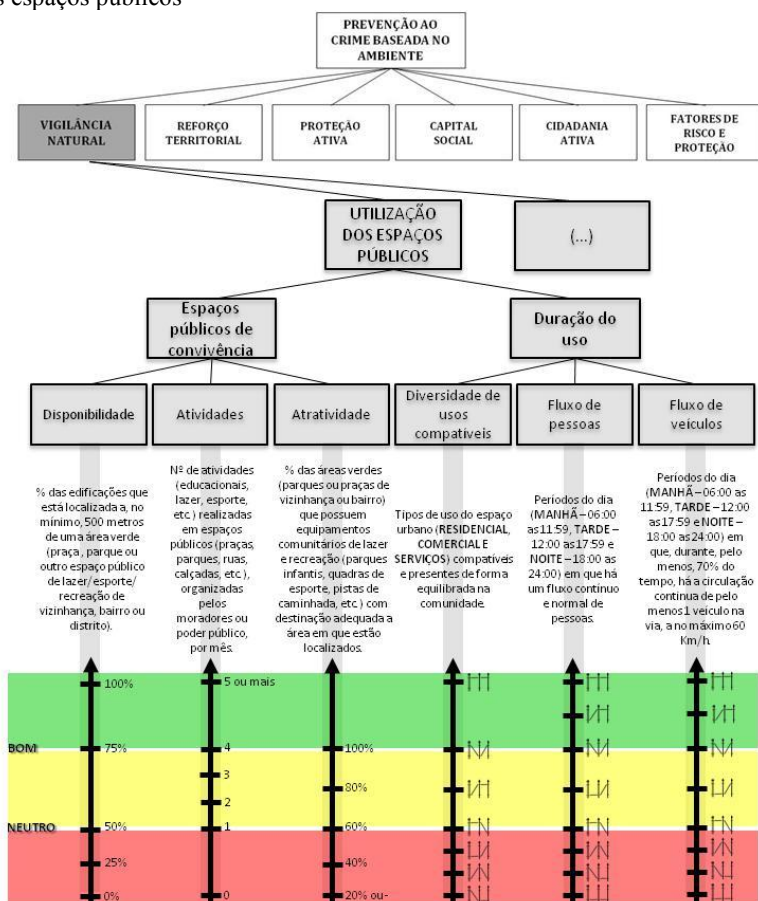 s espaços públicos
PREVENÇÃO AO
CRIME BASEADA NO
AMBIENTE
VIGILÂNCIA
NATURAL
REFORÇO
TERRITORIAL
PROTEÇÃO
ATIVA
CAPITAL
SOCIAL
CIDADANIA
ATIVA
FATORES DE
RISCO E
PROTEÇÃO
UTILIZAÇÃO
DOS ESPAÇOS
PÚBLICOS
(...)
Espaços
públicos de
convivência
Duração do
uso
Disponibilidade
Atividades
Atratividade
Diversidade de
usos
compatíveis
Fluxo de
pessoas
Fluxo de
veículos
% das edificações que
está localizada a, no
mínimo, 500 metros
de uma área verde
(praça, parque ou
outro espaço público
de lazer/esporte/
recreação de
vizinhança, bairro ou
distrito).
Nº de atividades
(educacionais,
lazer, esporte,
etc.) realizadas
em espaços
públicos (praças,
parques, ruas,
calçadas, etc.),
organizadas
pelos
moradores ou
poder público,
por mês.
% das áreas verdes
(parques ou praças de
vizinhança ou bairro)
que possuem
equipamentos
comunitários de lazer
e recreação (parques
infantis, quadras de
esporte, pistas de
caminhada, etc.) com
destinação adequada a
área em que estão
localizados.
Tipos de uso do espaço
urbano (RESIDENCIAL,
COMERCIAL E
SERVIÇOS) compatíveis
e presentes de forma
equilibrada na
comunidade.
Períodos do dia
(MANHÃ – 06:00 as
11:59, TARDE –
12:00 as 17:59 e
NOITE – 18:00 as
24:00) em que há
um fluxo contínuo
e normal de
pessoas.
Períodos do dia
(MANHÃ – 06:00 as
11:59, TARDE – 12:00
as 17:59 e NOITE –
18:00 as 24:00) em
que, durante, pelo
menos, 70% do
tempo, há a circulação
continua de pelo
menos 1 veiculo na
via, a no máximo 60
Km/h.
100%
5 ou mais
BOM
75%
4
100%
3
80%
2
NEUTRO
50%
1
60%
25%
40%
0%
0
20% ou -